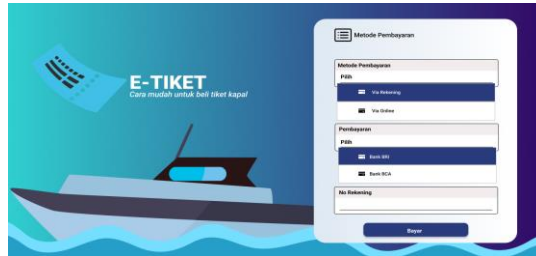 E-TIKET
Cara mudah untuk beli tiket kapal
Metode Pembayaran
Metode Pembayaran
Pilih
Via Rekening
Via Online
Pembayaran
Pilih
Bank BRI
Bank BCA
No Rekening
Bayar